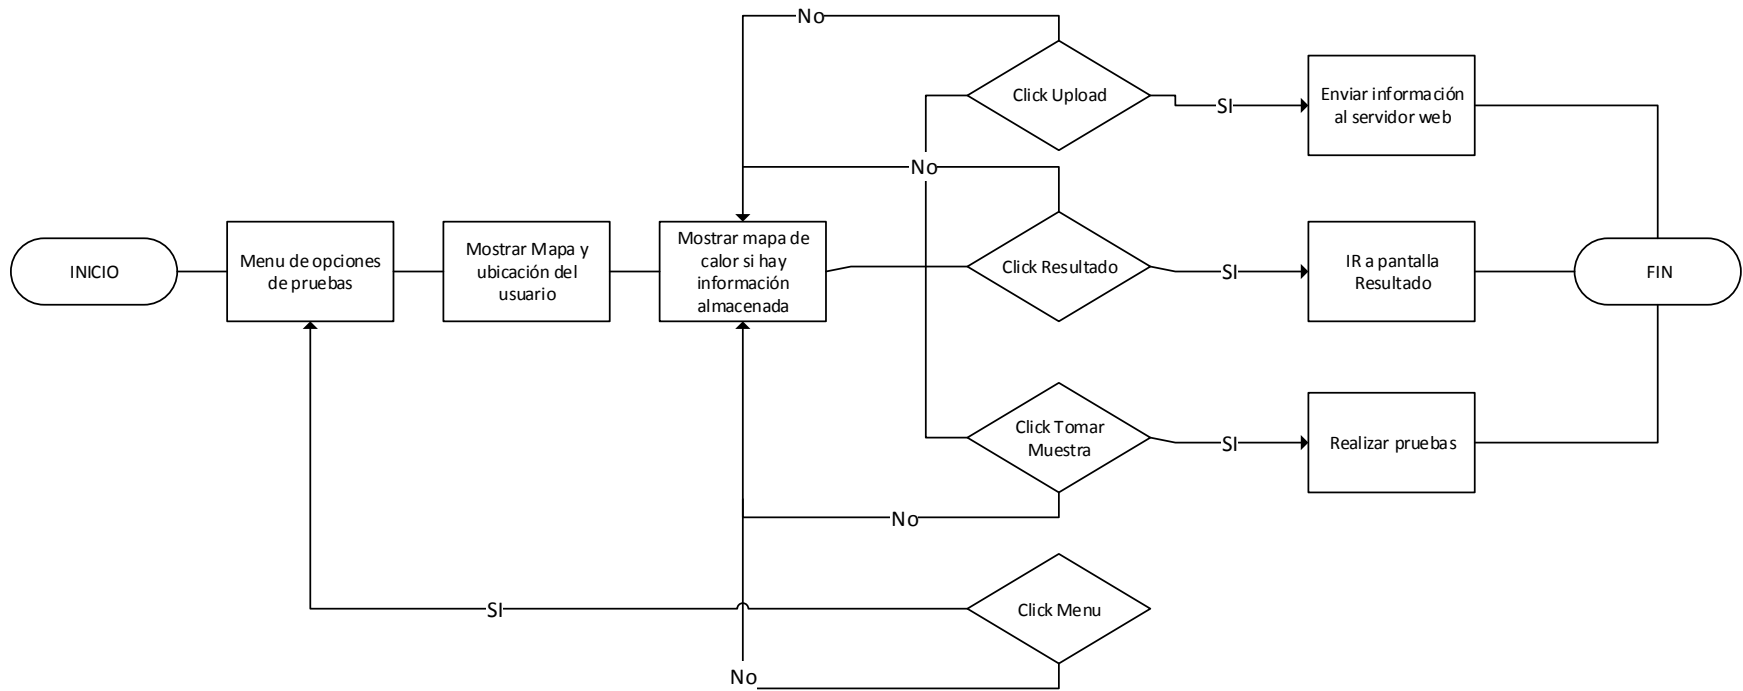 No
Click Upload
SI
Enviar información
al servidor web
No
INICIO
Menu de opciones
de pruebas
Mostrar Mapa y
ubicación del
usuario
Mostrar mapa de
calor si hay
información
almacenada
Click Resultado
SI
IR a pantalla
Resultado
FIN
Click Tomar
Muestra
SI
Realizar pruebas
No
SI
Click Menu
No